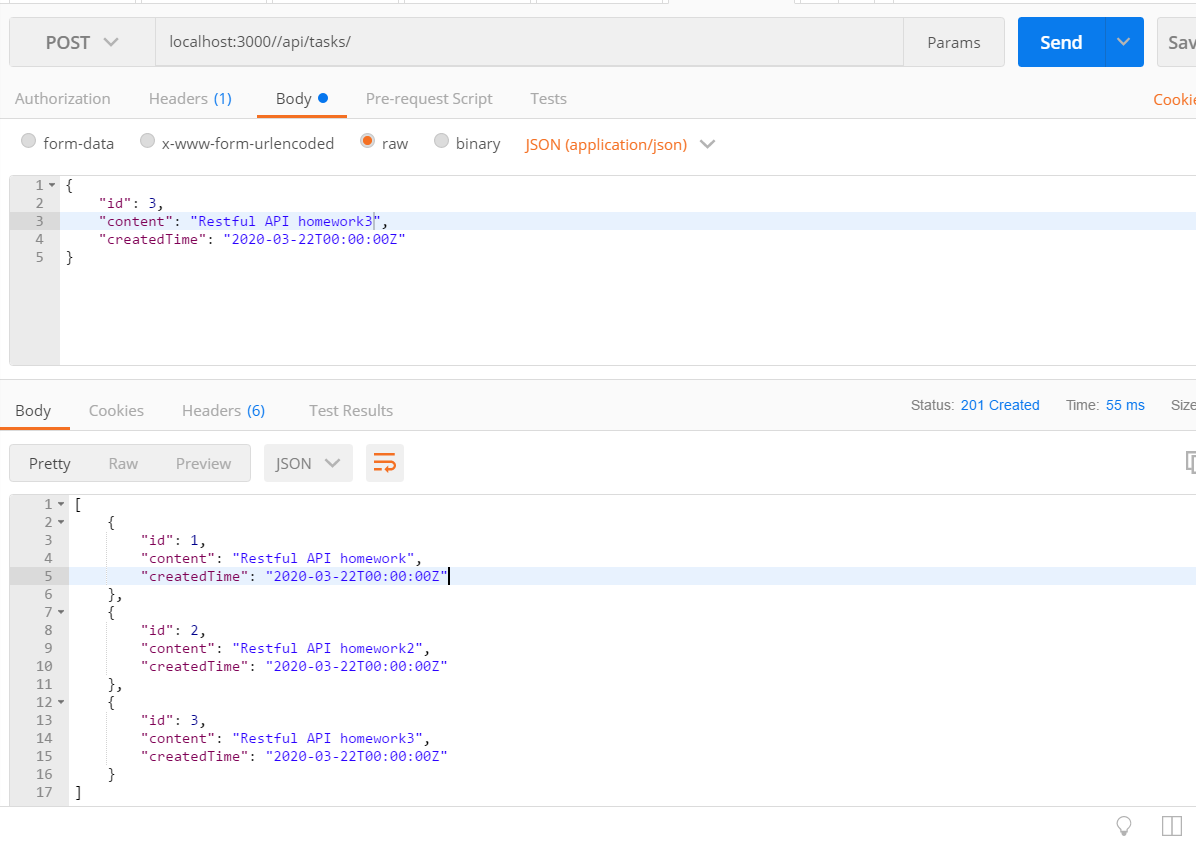 POST localhost:3000//api/tasks/ Params Send Sav
Authorization Headers (1) Body Pre-request Script Tests Cookie
form-data x-www-form-urlencoded raw binary JSON (application/json)
1 {
2 "id": 3,
3 "content": "Restful API homework3",
4 "createdTime": "2020-03-22T00:00:00Z"
5 }
Body Cookies Headers (6) Test Results Status: 201 Created Time: 55 ms Size
Pretty Raw Preview JSON
1 [
2 {
3 "id": 1,
4 "content": "Restful API homework",
5 "createdTime": "2020-03-22T00:00:00Z"
6 },
7 {
8 "id": 2,
9 "content": "Restful API homework2",
10 "createdTime": "2020-03-22T00:00:00Z"
11 },
12 {
13 "id": 3,
14 "content": "Restful API homework3",
15 "createdTime": "2020-03-22T00:00:00Z"
16 }
17 ]